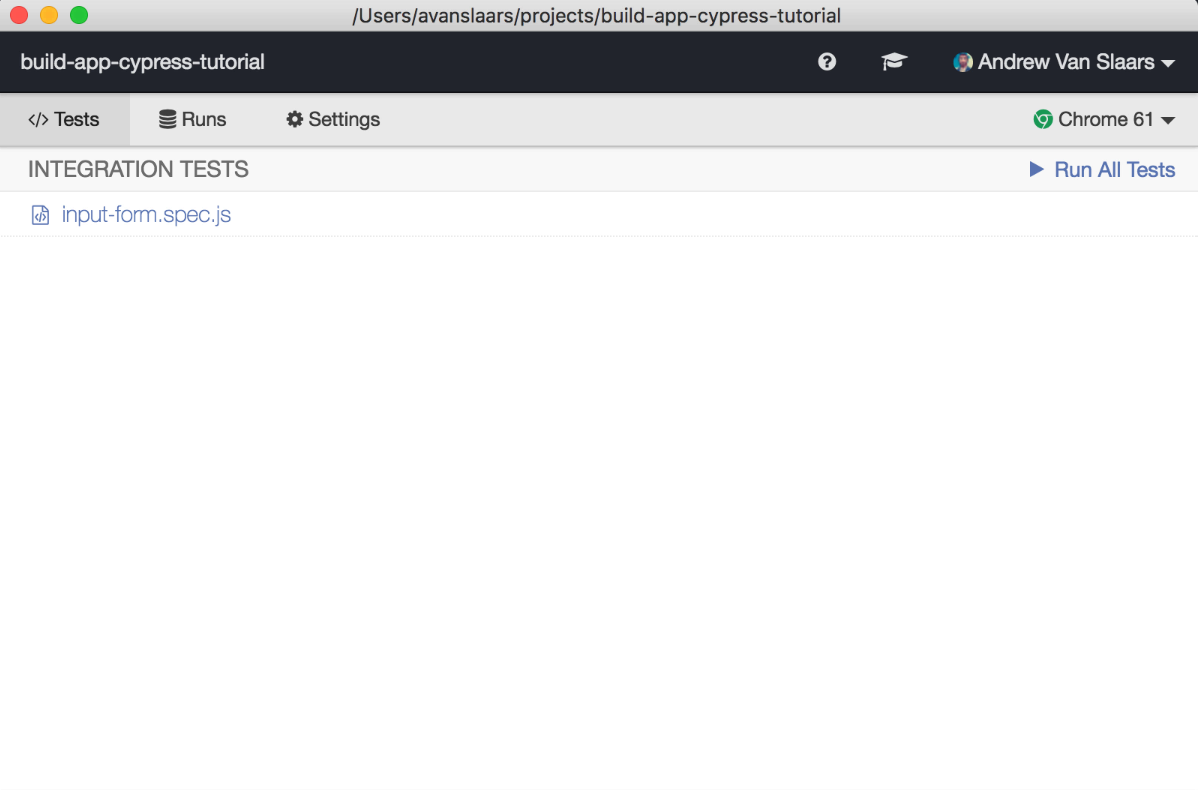 /Users/avanslaars/projects/build-app-cypress-tutorial
build-app-cypress-tutorial Andrew Van Slaars
</> Tests Runs Settings Chrome 61
INTEGRATION TESTS Run All Tests
input-form.spec.js